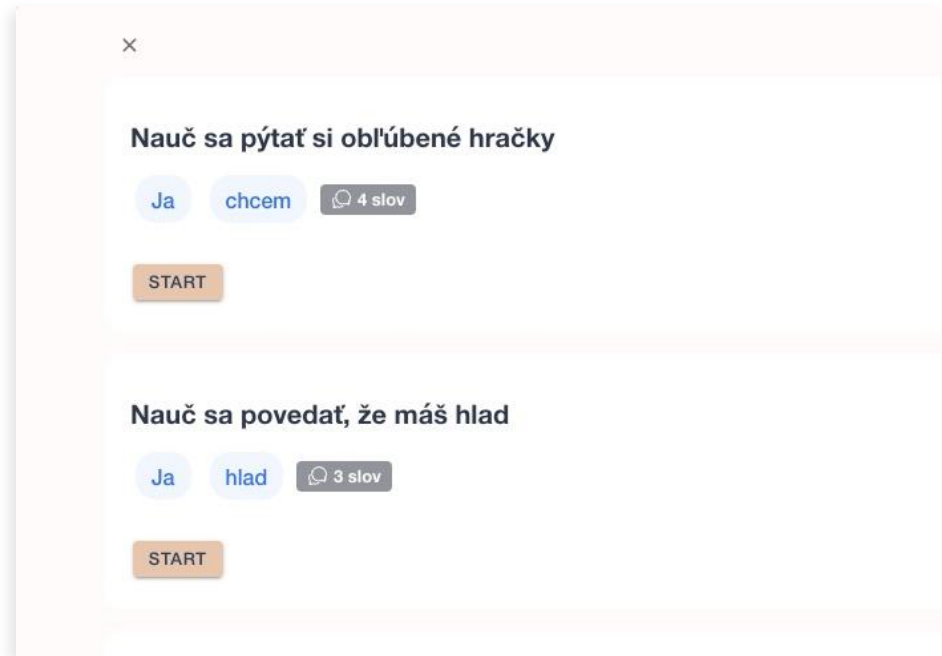 ×
Nauč sa pýtať si obľúbené hračky
Ja chcem 4 slov
START
Nauč sa povedať, že máš hlad
Ja hlad 3 slov
START